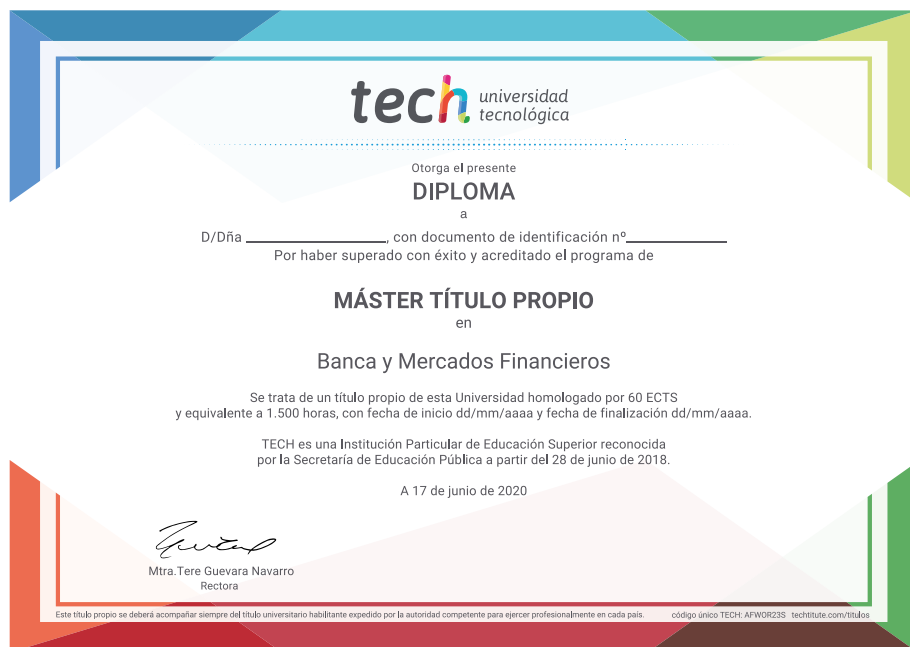 tech universidad
tecnológica
Otorga el presente
DIPLOMA
a
D/Dña ____________, con documento de identificación nº____________
Por haber superado con éxito y acreditado el programa de
MÁSTER TÍTULO PROPIO
en
Banca y Mercados Financieros
Se trata de un título propio de esta Universidad homologado por 60 ECTS
y equivalente a 1.500 horas, con fecha de inicio dd/mm/aaaa y fecha de finalización dd/mm/aaaa.
TECH es una Institución Particular de Educación Superior reconocida
por la Secretaría de Educación Pública a partir del 28 de junio de 2018.
A 17 de junio de 2020
Mtra.Tere Guevara Navarro
Rectora
Este título propio se deberá acompañar siempre del título universitario habilitante expedido por la autoridad competente para ejercer profesionalmente en cada país. código único TECH: AFWOR23S techtitute.com/titulos